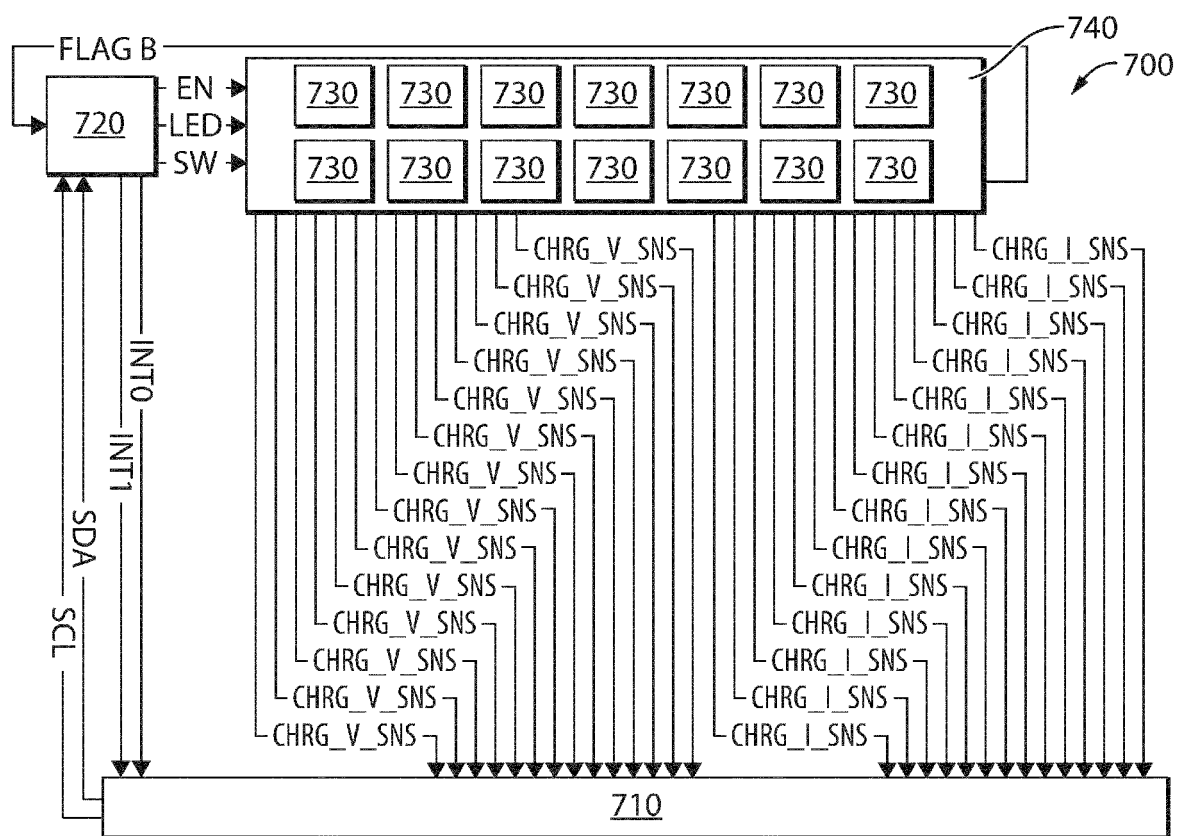 FLAG B
740
700
720
EN
LED
SW
730 730 730 730 730 730 730
730 730 730 730 730 730 730
CHRG_V_SNS CHRG_I_SNS
CHRG_V_SNS CHRG_I_SNS
CHRG_V_SNS CHRG_I_SNS
CHRG_V_SNS CHRG_I_SNS
CHRG_V_SNS CHRG_I_SNS
CHRG_V_SNS CHRG_I_SNS
CHRG_V_SNS CHRG_I_SNS
CHRG_V_SNS CHRG_I_SNS
CHRG_V_SNS CHRG_I_SNS
CHRG_V_SNS CHRG_I_SNS
CHRG_V_SNS CHRG_I_SNS
CHRG_V_SNS CHRG_I_SNS
CHRG_V_SNS CHRG_I_SNS
CHRG_V_SNS CHRG_I_SNS
INT0
INT1
SDA
SCL
710